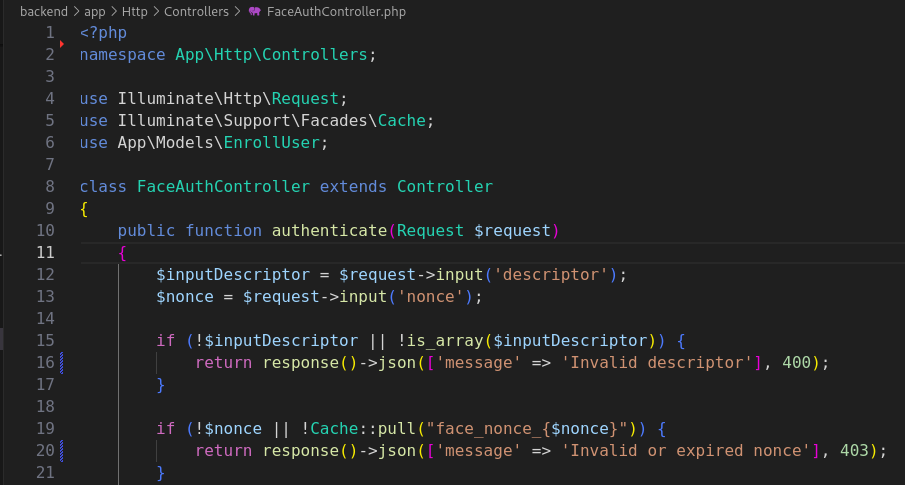 backend > app > Http > Controllers > FaceAuthController.php
1 <?php
2 namespace App\Http\Controllers;
3
4 use Illuminate\Http\Request;
5 use Illuminate\Support\Facades\Cache;
6 use App\Models\EnrollUser;
7
8 class FaceAuthController extends Controller
9 {
10     public function authenticate(Request $request)
11     {
12         $inputDescriptor = $request->input('descriptor');
13         $nonce = $request->input('nonce');
14
15         if (!$inputDescriptor || !is_array($inputDescriptor)) {
16             return response()->json(['message' => 'Invalid descriptor'], 400);
17         }
18
19         if (!$nonce || !Cache::pull("face_nonce_{$nonce}")) {
20             return response()->json(['message' => 'Invalid or expired nonce'], 403);
21         }